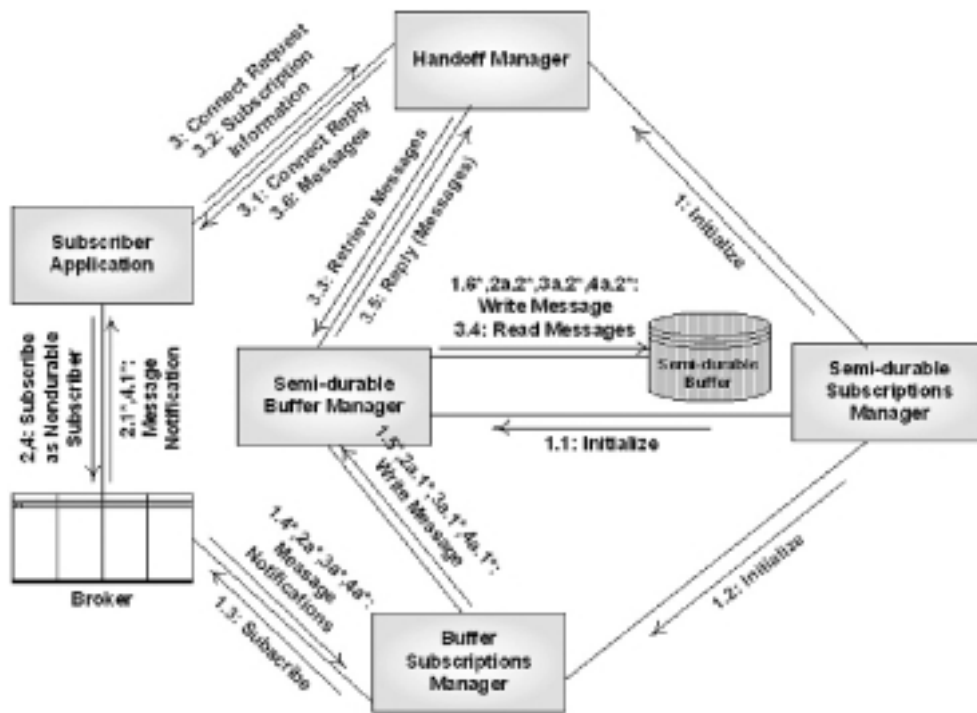 Handoff Manager
3: Connect Request
3.2: Subscription
Information
3.1: Connect Reply
3.6: Messages
3.3: Retrieve Messages
3.5: Reply (Messages)
1: Initialize
Subscriber
Application
1.6*,2a.2*,3a.2*,4a.2*:
Write Message
3.4: Read Messages
Semi-durable
Buffer
Semi-durable
Buffer Manager
Semi-durable
Subscriptions
Manager
2,4: Subscribe
as Nondurable
Subscriber
2.1*,4.1*:
Message
Notification
1.1: Initialize
1.5*,2a.1*,3a.1*,4a.1*:
Write Message
Broker
1.4*,2a*,3a*,4a*:
Message
Notifications
1.3: Subscribe
1.2: Initialize
Buffer
Subscriptions
Manager